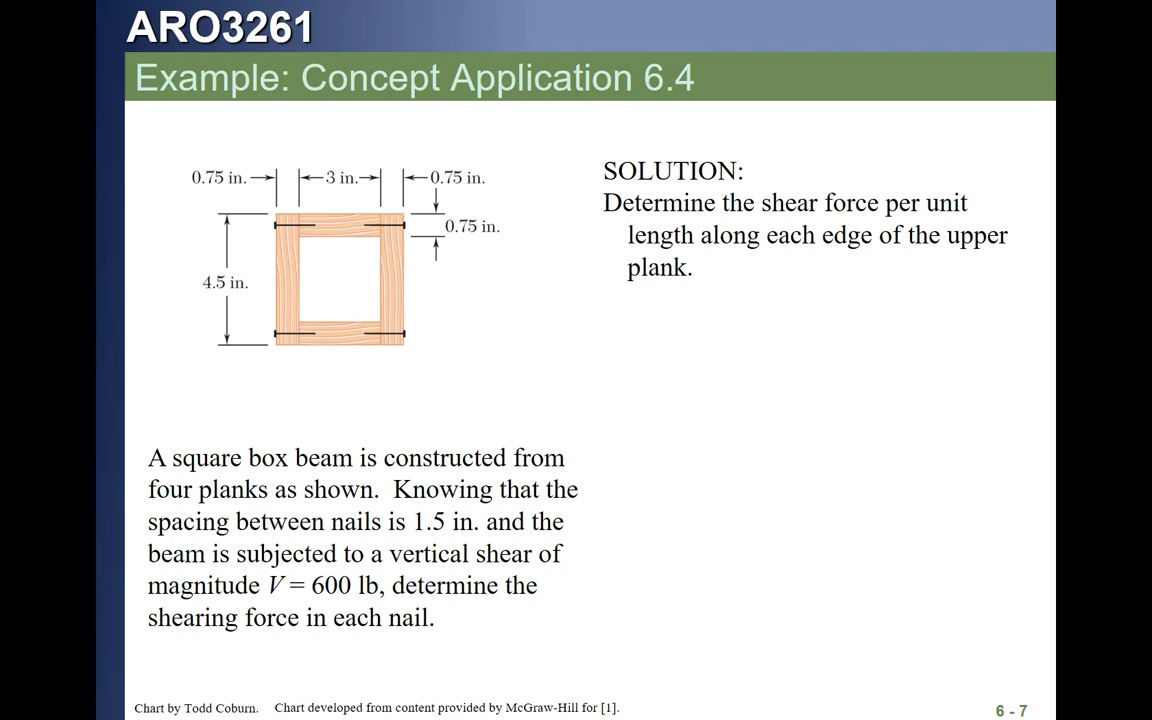 ARO3261
Example: Concept Application 6.4
0.75 in.
3 in.
0.75 in.
0.75 in.
4.5 in.
SOLUTION:
Determine the shear force per unit
length along each edge of the upper
plank.
A square box beam is constructed from
four planks as shown. Knowing that the
spacing between nails is 1.5 in. and the
beam is subjected to a vertical shear of
magnitude V = 600 lb, determine the
shearing force in each nail.
Chart by Todd Coburn. Chart developed from content provided by McGraw-Hill for [1].
6 - 7